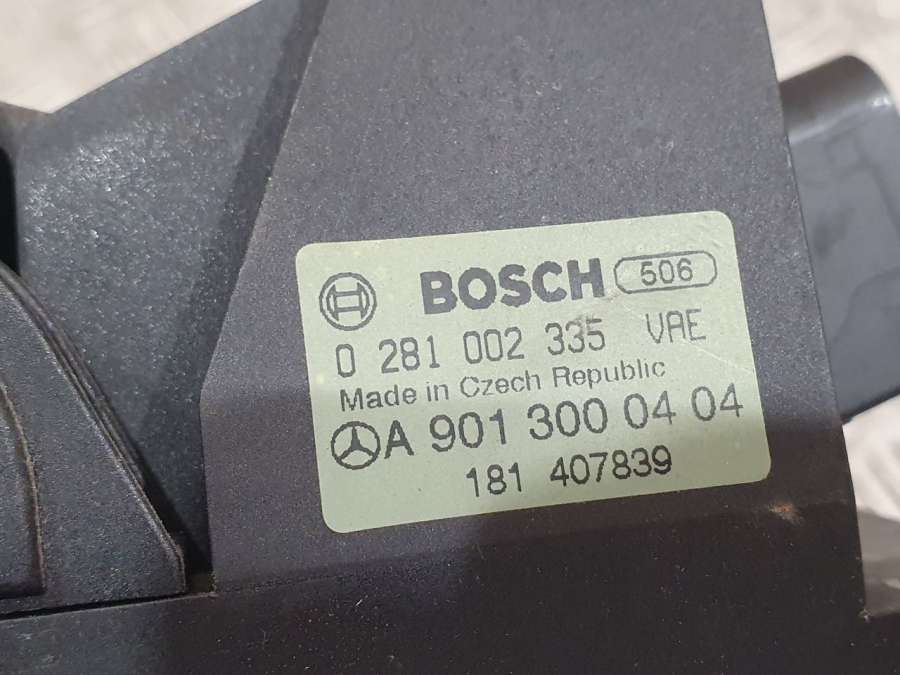 BOSCH 506
0 281 002 335 VAE
Made in Czech Republic
A 901 300 04 04
181 407839